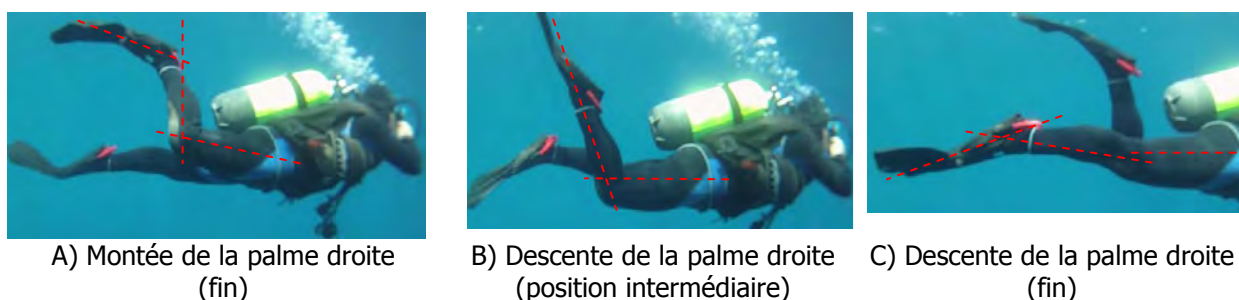 A) Montée de la palme droite
(fin)
B) Descente de la palme droite
(position intermédiaire)
C) Descente de la palme droite
(fin)